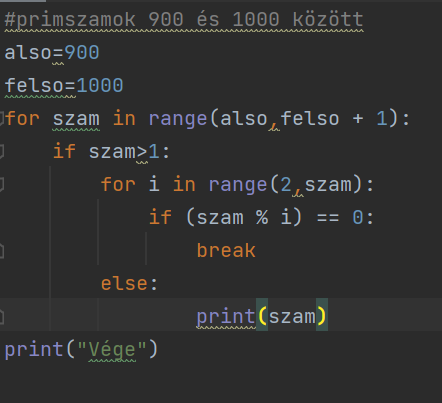 #primszamok 900 és 1000 között
also=900
felso=1000
for szam in range(also,felso + 1):
    if szam>1:
        for i in range(2,szam):
            if (szam % i) == 0:
                break
        else:
                print(szam)
print("Vége")